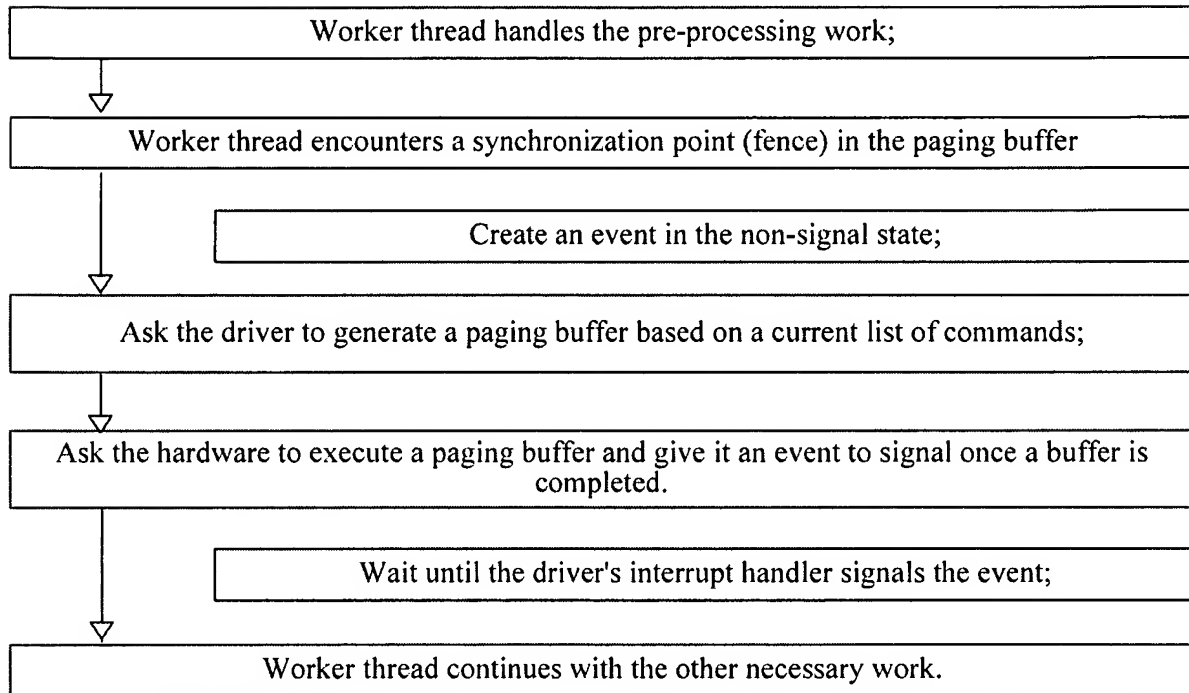 Worker thread handles the pre-processing work;
Worker thread encounters a synchronization point (fence) in the paging buffer
Create an event in the non-signal state;
Ask the driver to generate a paging buffer based on a current list of commands;
Ask the hardware to execute a paging buffer and give it an event to signal once a buffer is
completed.
Wait until the driver's interrupt handler signals the event;
Worker thread continues with the other necessary work.